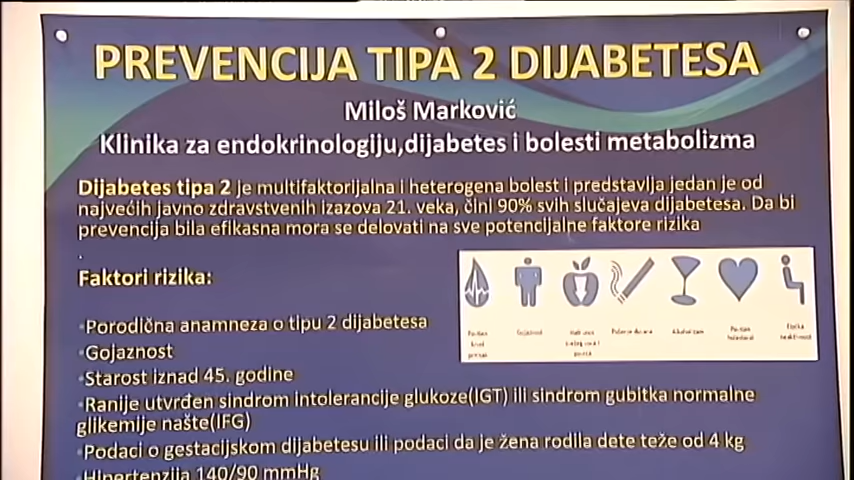 PREVENCIJA TIPA 2 DIJABETESA
Miloš Marković
Klinika za endokrinologiju,dijabetes i bolesti metabolizma
Dijabetes tipa 2 je multifaktorijalna i heterogena bolest i predstavlja jedan je od
najvećih javno zdravstvenih izazova 21. veka, čini 90% svih slučajeva dijabetesa. Da bi
prevencija bila efikasna mora se delovati na sve potencijalne faktore rizika
.
Faktori rizika:
•Porodična anamneza o tipu 2 dijabetesa
•Gojaznost
•Starost iznad 45. godine
•Ranije utvrđen sindrom intolerancije glukoze(IGT) ili sindrom gubitka normalne
glikemije našte(IFG)
•Podaci o gestacijskom dijabetesu ili podaci da je žena rodila dete teže od 4 kg
•Hipertenzija 140/90 mmHg